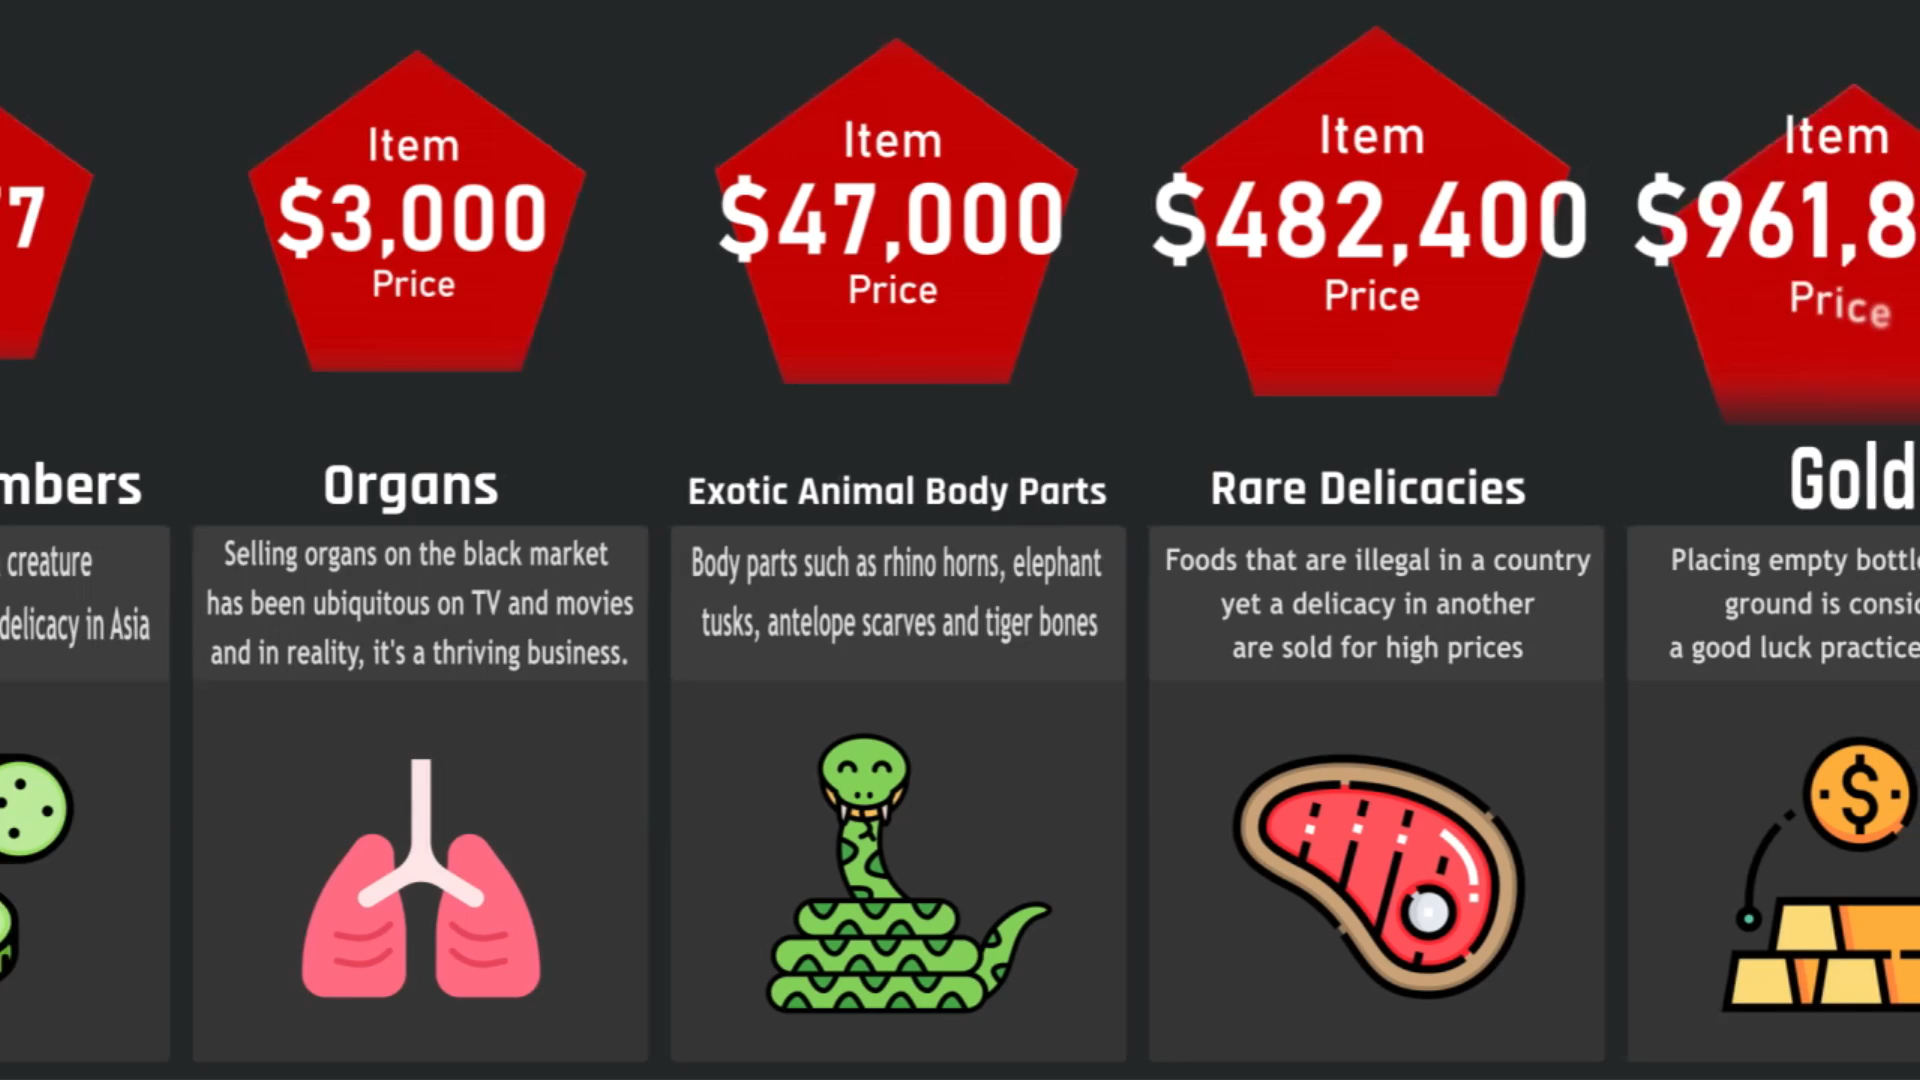 77
Item
$3,000
Price
Item
$47,000
Price
Item
$482,400
Price
Item
$961,8
Price
Organs
Exotic Animal Body Parts
Rare Delicacies
Gold
creature
delicacy in Asia
Selling organs on the black market
has been ubiquitous on TV and movies
and in reality, it's a thriving business.
Body parts such as rhino horns, elephant
tusks, antelope scarves and tiger bones
Foods that are illegal in a country
yet a delicacy in another
are sold for high prices
Placing empty
ground is
a good luck practice
$